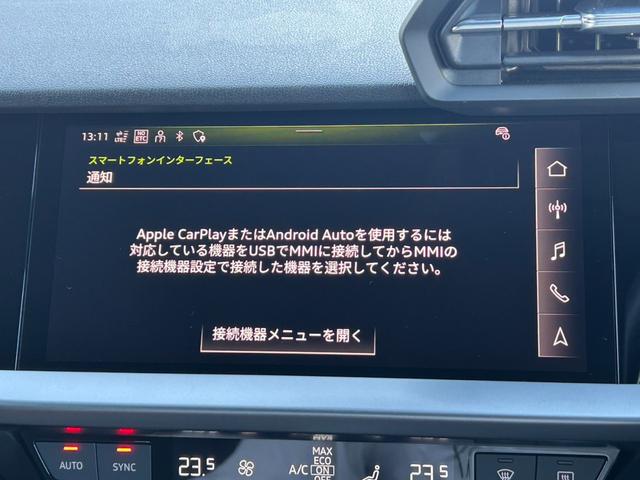 13:11 LTE NO ETC
スマートフォンインターフェース
通知
Apple CarPlayまたはAndroid Autoを使用するには
対応している機器をUSBでMMIに接続してからMMIの
接続機器設定で接続した機器を選択してください。
接続機器メニューを開く
AUTO
SYNC
23.5
A/C
MAX
ECO
ON
OFF
23.5